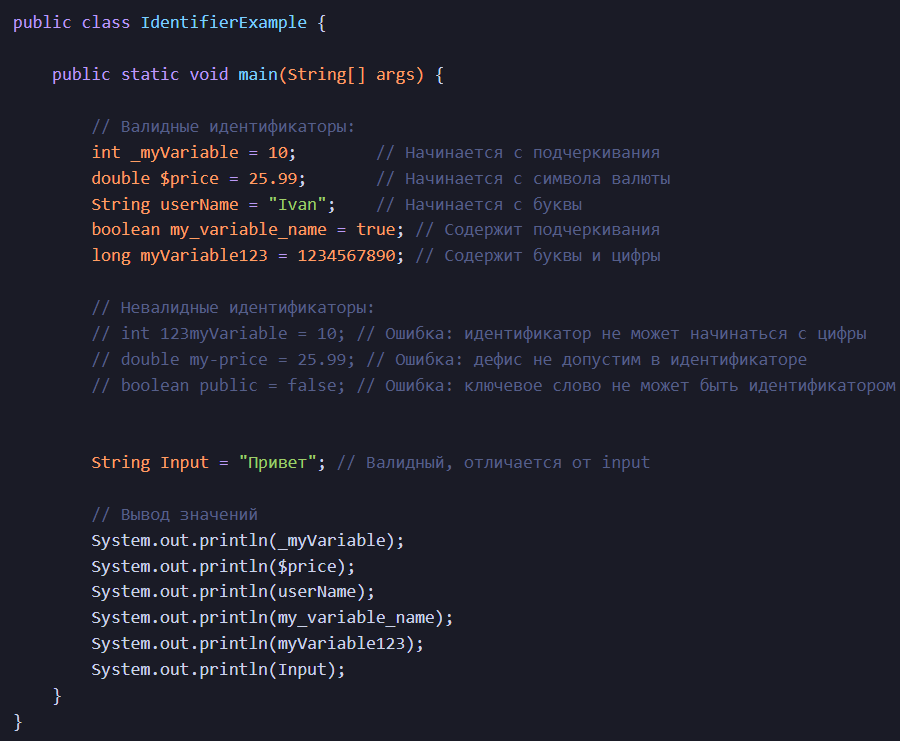 public class IdentifierExample {
public static void main(String[] args) {
// Валидные идентификаторы:
int _myVariable = 10; // Начинается с подчеркивания
double $price = 25.99; // Начинается с символа валюты
String userName = "Ivan"; // Начинается с буквы
boolean my_variable_name = true; // Содержит подчеркивания
long myVariable123 = 1234567890; // Содержит буквы и цифры
// Невалидные идентификаторы:
// int 123myVariable = 10; // Ошибка: идентификатор не может начинаться с цифры
// double my-price = 25.99; // Ошибка: дефис не допустим в идентификаторе
// boolean public = false; // Ошибка: ключевое слово не может быть идентификатором
String Input = "Привет"; // Валидный, отличается от input
// Вывод значений
System.out.println(_myVariable);
System.out.println($price);
System.out.println(userName);
System.out.println(my_variable_name);
System.out.println(myVariable123);
System.out.println(Input);
}
}